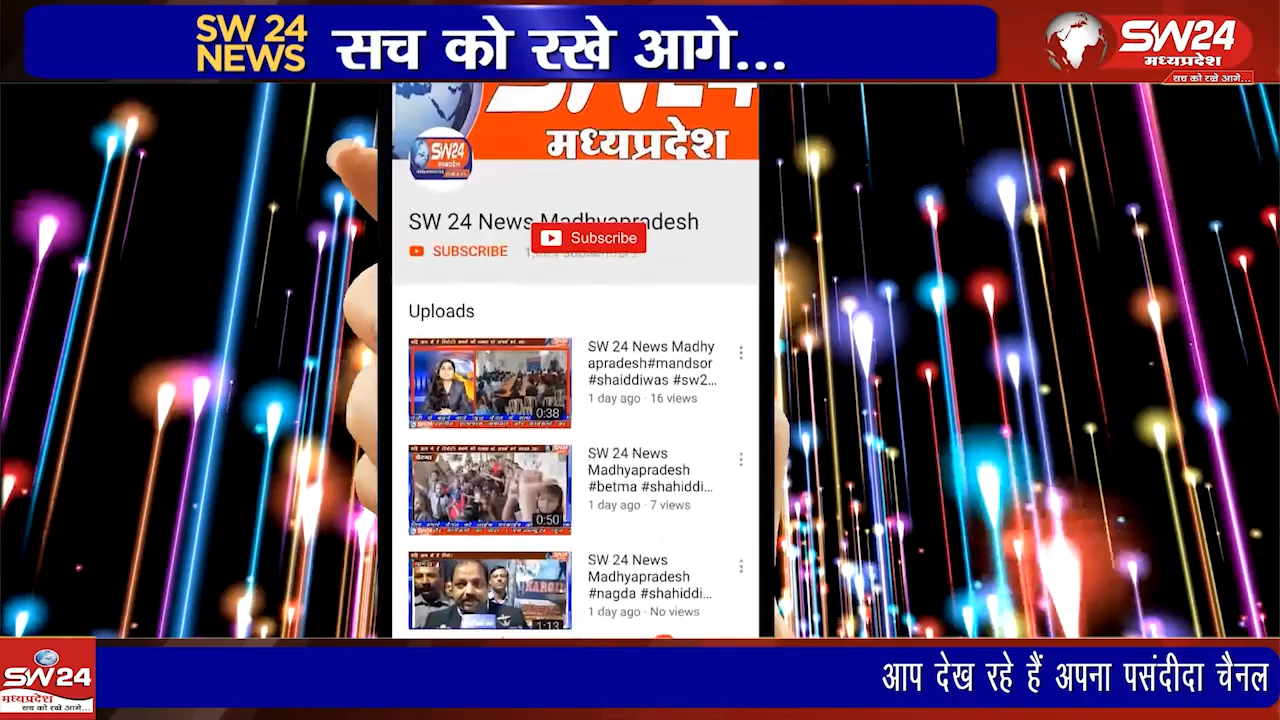 SW 24
NEWS
सच को रखे आगे...
SW24
मध्यप्रदेश
सच को रखे आगे...
SW24
मध्यप्रदेश
SW24
SW 24 News Madhyapradesh
SUBSCRIBE
Subscribe
Uploads
SW 24 News Madhy
apradesh#mandsor
#shaiddiwas #sw2...
1 day ago · 16 views
0:38
SW 24 News
Madhyapradesh
#betma #shahiddi...
1 day ago · 7 views
0:50
SW 24 News
Madhyapradesh
#nagda #shahiddi...
1 day ago · No views
1:13
SW24
मध्यप्रदेश
सच को रखे आगे...
आप देख रहे हैं अपना पसंदीदा चैनल